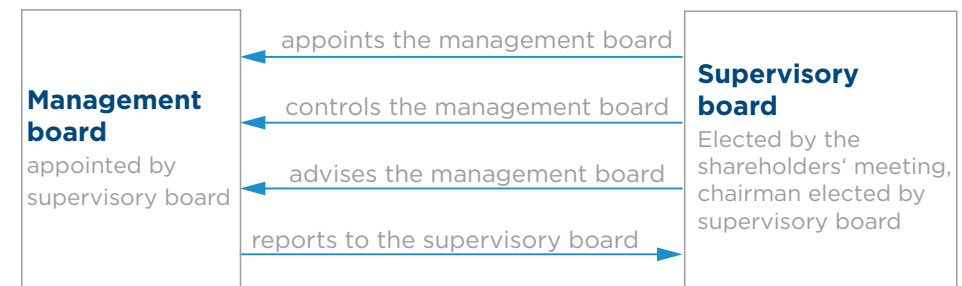 Management
board
appointed by
supervisory board
appoints the management board
controls the management board
advises the management board
reports to the supervisory board
Supervisory
board
Elected by the
shareholders‘ meeting,
chairman elected by
supervisory board